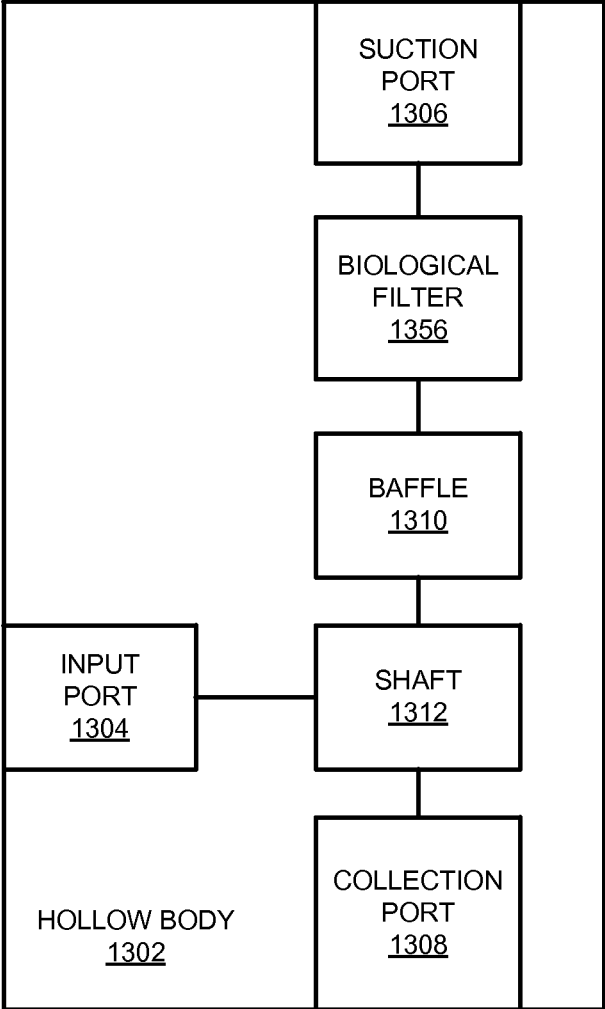 SUCTION
PORT
1306
BIOLOGICAL
FILTER
1356
BAFFLE
1310
INPUT
PORT
1304
SHAFT
1312
COLLECTION
PORT
1308
HOLLOW BODY
1302